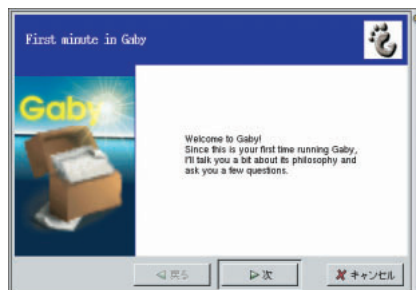 First minute in Gaby
Gaby
Welcome to Gaby!
Since this is your first time running Gaby,
I'll talk you a bit about its philosophy and
ask you a few questions.
戻る
次
キャンセル